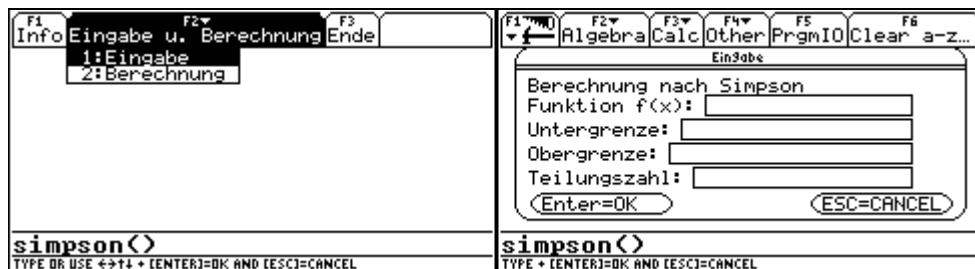 F1 F2▾ F3
Info Eingabe u. Berechnung Ende
1:Eingabe
2:Berechnung
simpson()
TYPE OR USE ←→↑↓ + [ENTER]=OK AND [ESC]=CANCEL
F1 F2▾ F3▾ F4▾ F5 F6
Algebra Calc Other PrgmIO Clear a-z…
Eingabe
Berechnung nach Simpson
Funktion f(x):
Untergrenze:
Obergrenze:
Teilungszahl:
Enter=OK ESC=CANCEL
simpson()
TYPE + [ENTER]=OK AND [ESC]=CANCEL